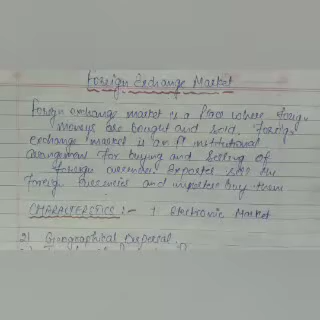 Foreign Exchange Market
Foreign exchange market is a place where foreign
moneys are bought and sold. Foreign
exchange market is an institutional
arrangement for buying and selling of
foreign currencies Exporter sell the
foreign currencies and importers buy them
CHARACTERSTICS :- 1 Electronic Market
2) Geographical Dispersal.